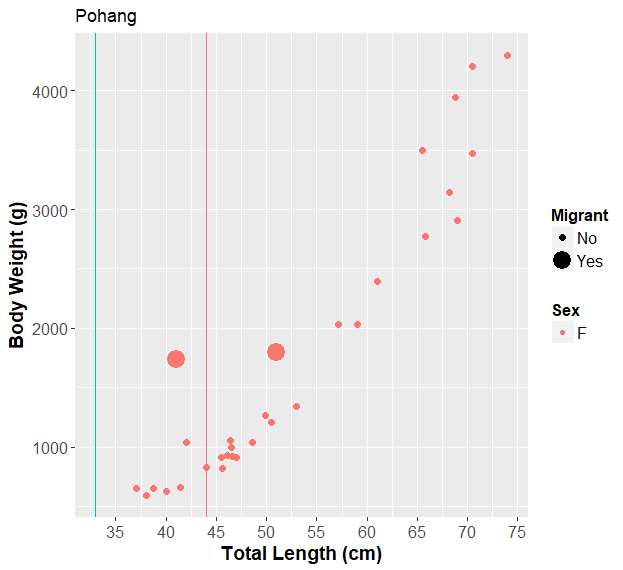 Pohang
Body Weight (g)
4000
3000
2000
1000
35 40 45 50 55 60 65 70 75
Total Length (cm)
Migrant
No
Yes
Sex
F